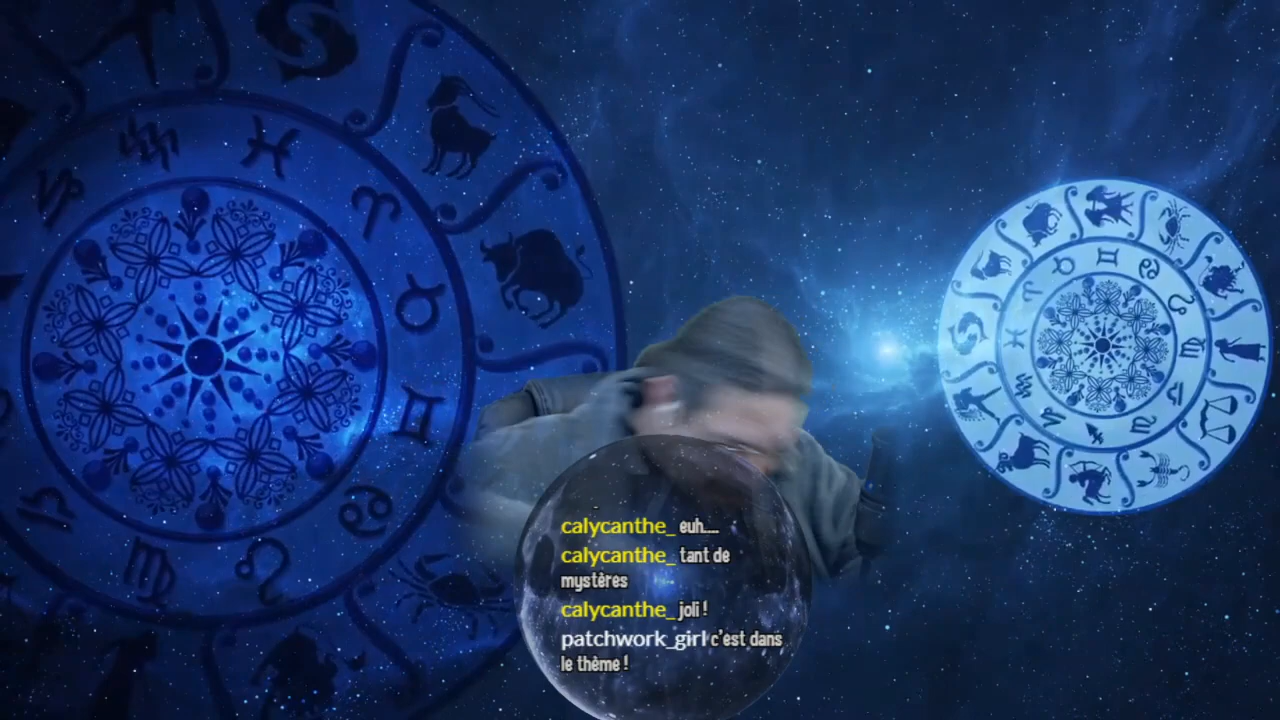 calycanthe_ euh....
calycanthe_ tant de
mystères
calycanthe_ joli !
patchwork_girl c'est dans
le thème !